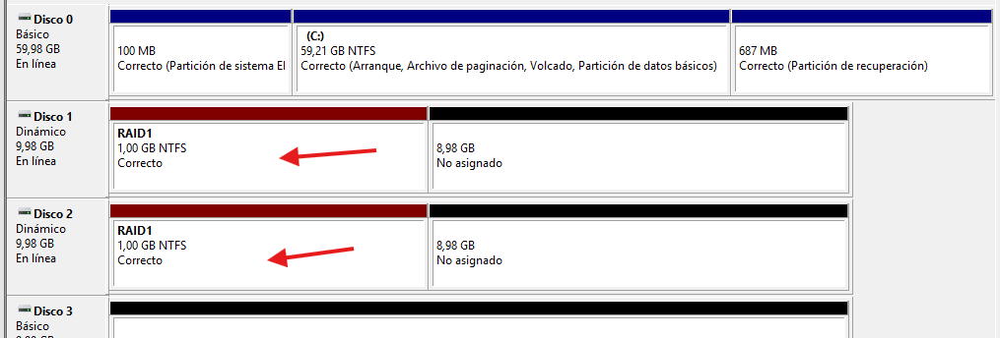 Disco 0
Básico
59,98 GB
En línea
100 MB
Correcto (Partición de sistema EI
(C:)
59,21 GB NTFS
Correcto (Arranque, Archivo de paginación, Volcado, Partición de datos básicos)
687 MB
Correcto (Partición de recuperación)
Disco 1
Dinámico
9,98 GB
En línea
RAID1
1,00 GB NTFS
Correcto
8,98 GB
No asignado
Disco 2
Dinámico
9,98 GB
En línea
RAID1
1,00 GB NTFS
Correcto
8,98 GB
No asignado
Disco 3
Básico